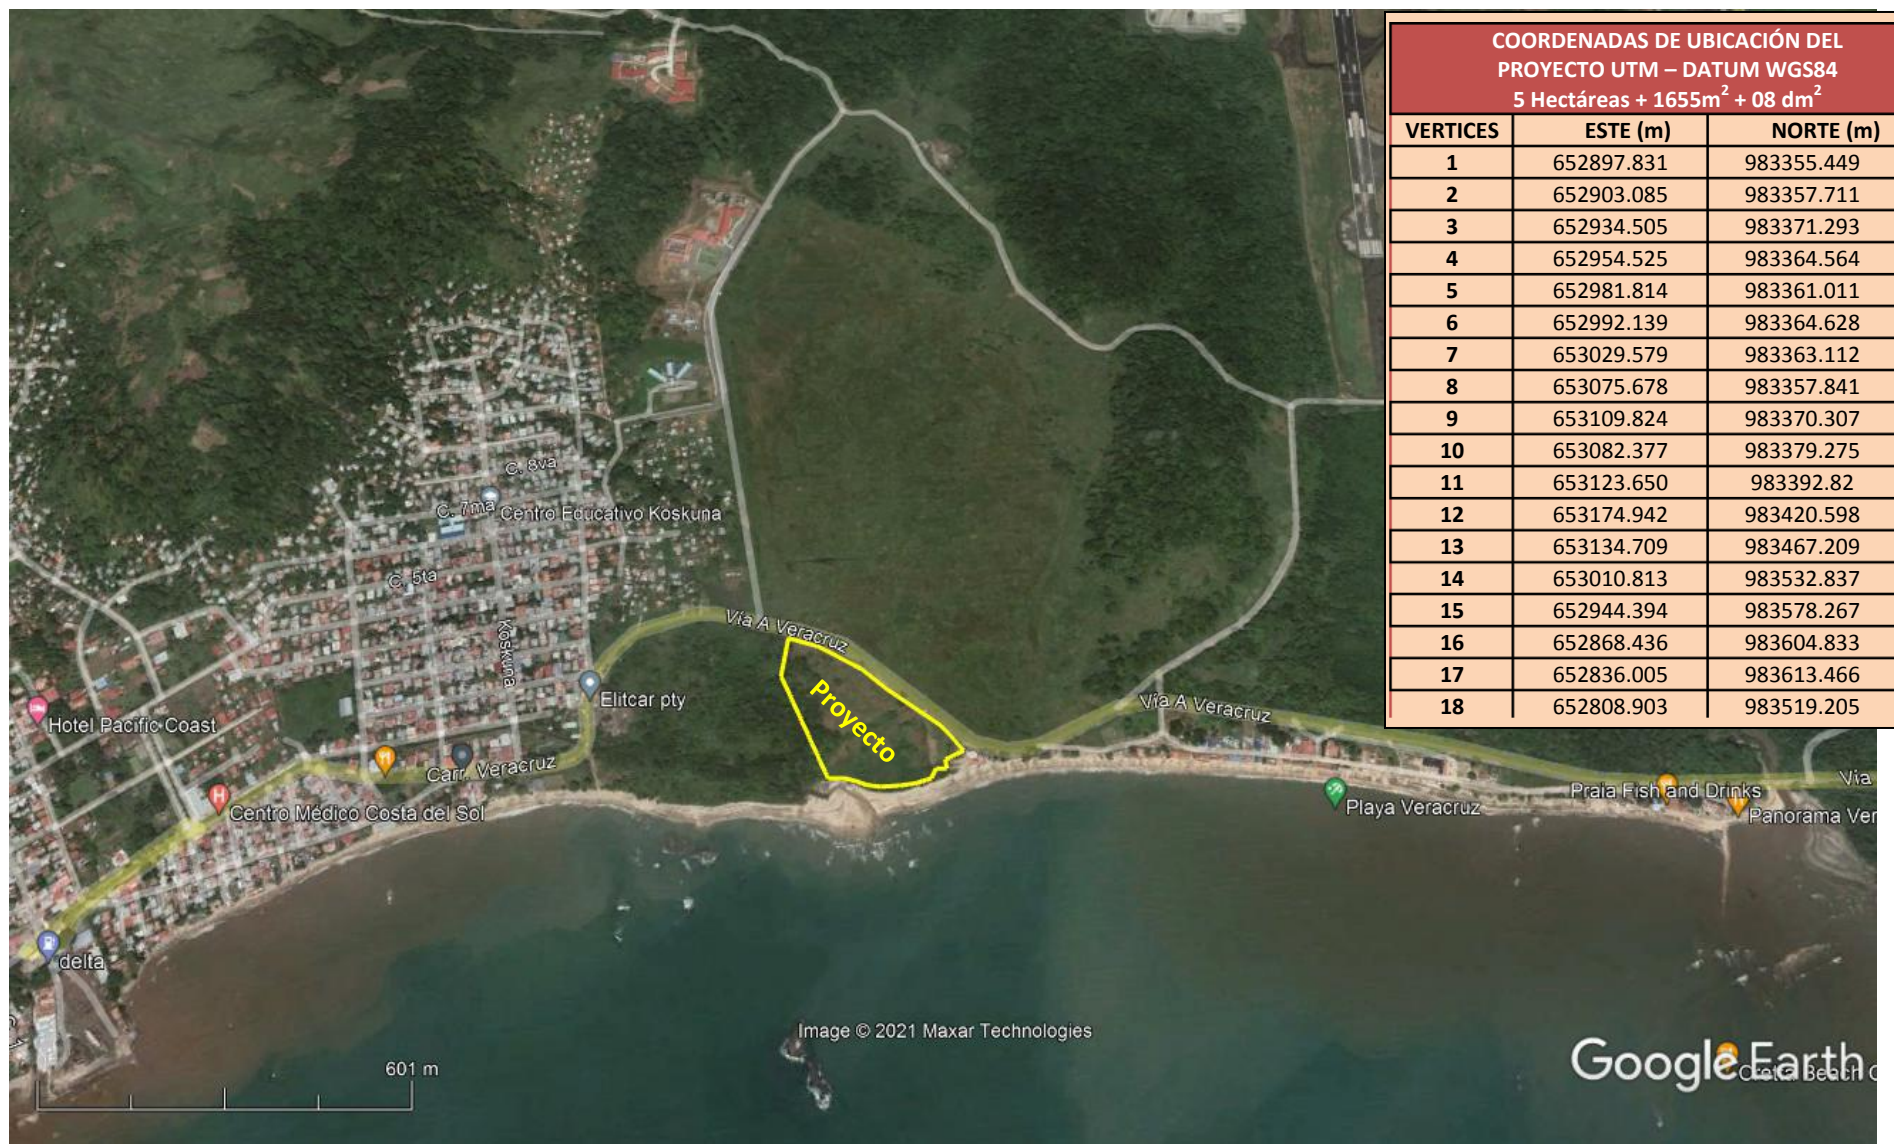 COORDENADAS DE UBICACIÓN DEL
PROYECTO UTM – DATUM WGS84
5 Hectáreas + 1655m² + 08 dm²
VERTICES ESTE (m) NORTE (m)
1 652897.831 983355.449
2 652903.085 983357.711
3 652934.505 983371.293
4 652954.525 983364.564
5 652981.814 983361.011
6 652992.139 983364.628
7 653029.579 983363.112
8 653075.678 983357.841
9 653109.824 983370.307
10 653082.377 983379.275
11 653123.650 983392.82
12 653174.942 983420.598
13 653134.709 983467.209
14 653010.813 983532.837
15 652944.394 983578.267
16 652868.436 983604.833
17 652836.005 983613.466
18 652808.903 983519.205
C. 8va
C. 7ma
Centro Educativo Koskuna
C. 5ta
Koskuna
Vía A Veracruz
Elitcar pty
Proyecto
Vía A Veracruz
Hotel Pacific Coast
Carr. Veracruz
Vía
Praia Fish and Drinks
Playa Veracruz
Panorama Ver
H
Centro Médico Costa del Sol
delta
Image © 2021 Maxar Technologies
601 m
Google Earth
Cretta Beach C